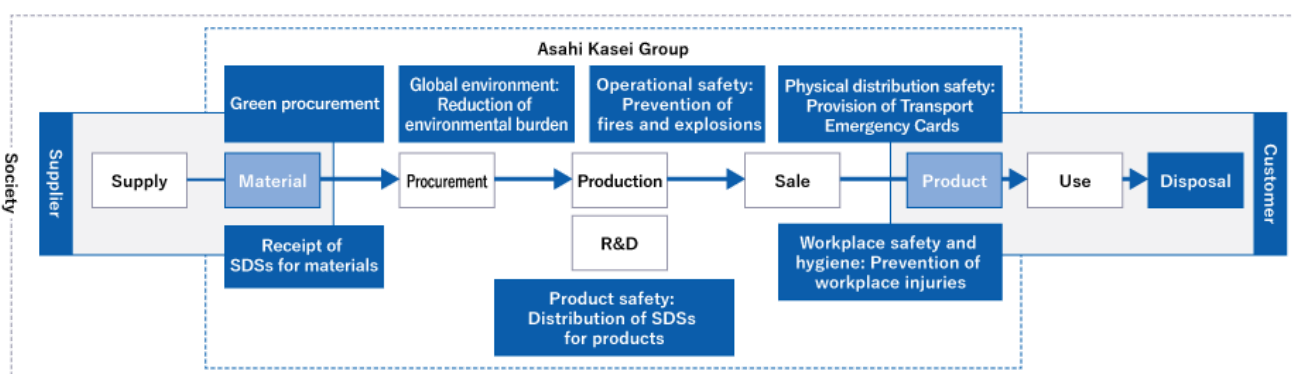 Asahi Kasei Group
Green procurement
Global environment:
Reduction of
environmental burden
Operational safety:
Prevention of
fires and explosions
Physical distribution safety:
Provision of Transport
Emergency Cards
Society
Supplier
Supply
Material
Procurement
Production
Sale
Product
Use
Disposal
Customer
R&D
Receipt of
SDSs for materials
Product safety:
Distribution of SDSs
for products
Workplace safety and
hygiene: Prevention of
workplace injuries